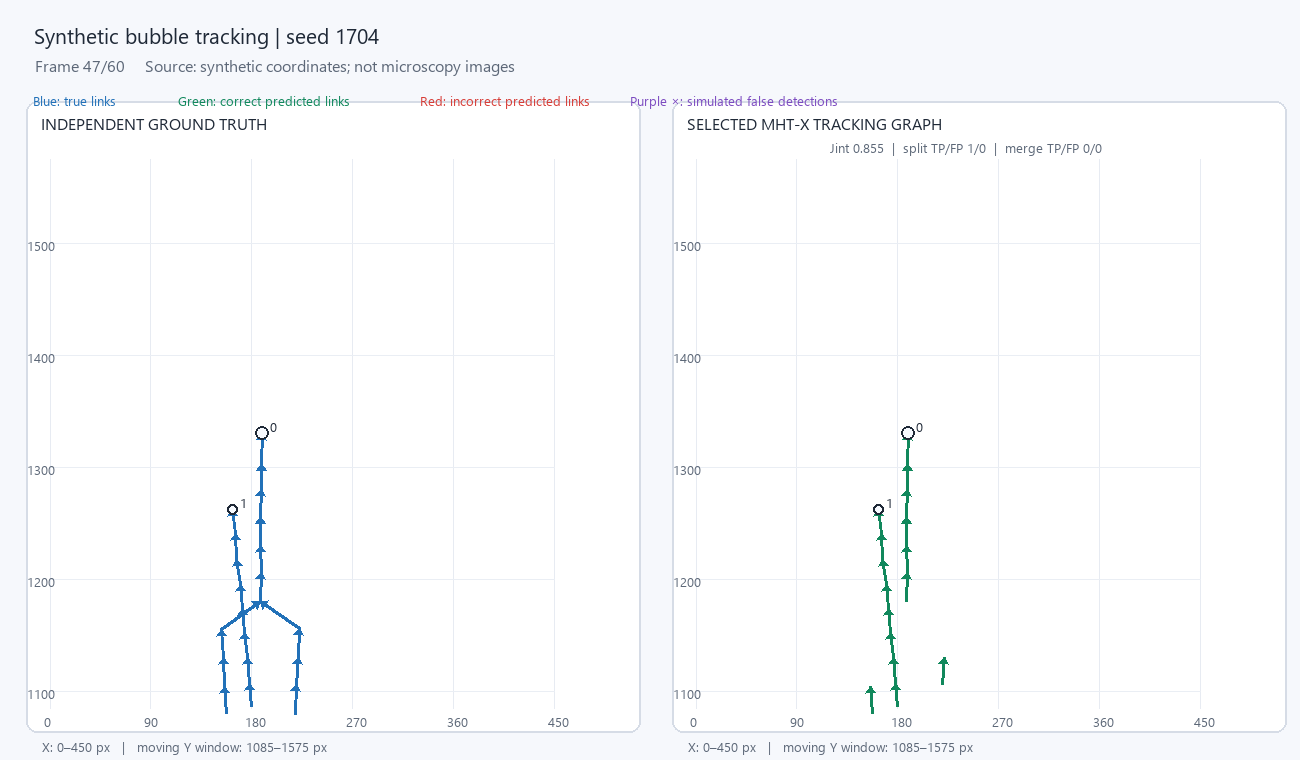 Synthetic bubble tracking | seed 1704
Frame 47/60 Source: synthetic coordinates; not microscopy images
Blue: true links Green: correct predicted links Red: incorrect predicted links Purple ×: simulated false detections
INDEPENDENT GROUND TRUTH
1500
1400
1300
1200
1100
0
1
0 90 180 270 360 450
X: 0–450 px | moving Y window: 1085–1575 px
SELECTED MHT-X TRACKING GRAPH
Jint 0.855 | split TP/FP 1/0 | merge TP/FP 0/0
1500
1400
1300
1200
1100
0
1
0 90 180 270 360 450
X: 0–450 px | moving Y window: 1085–1575 px